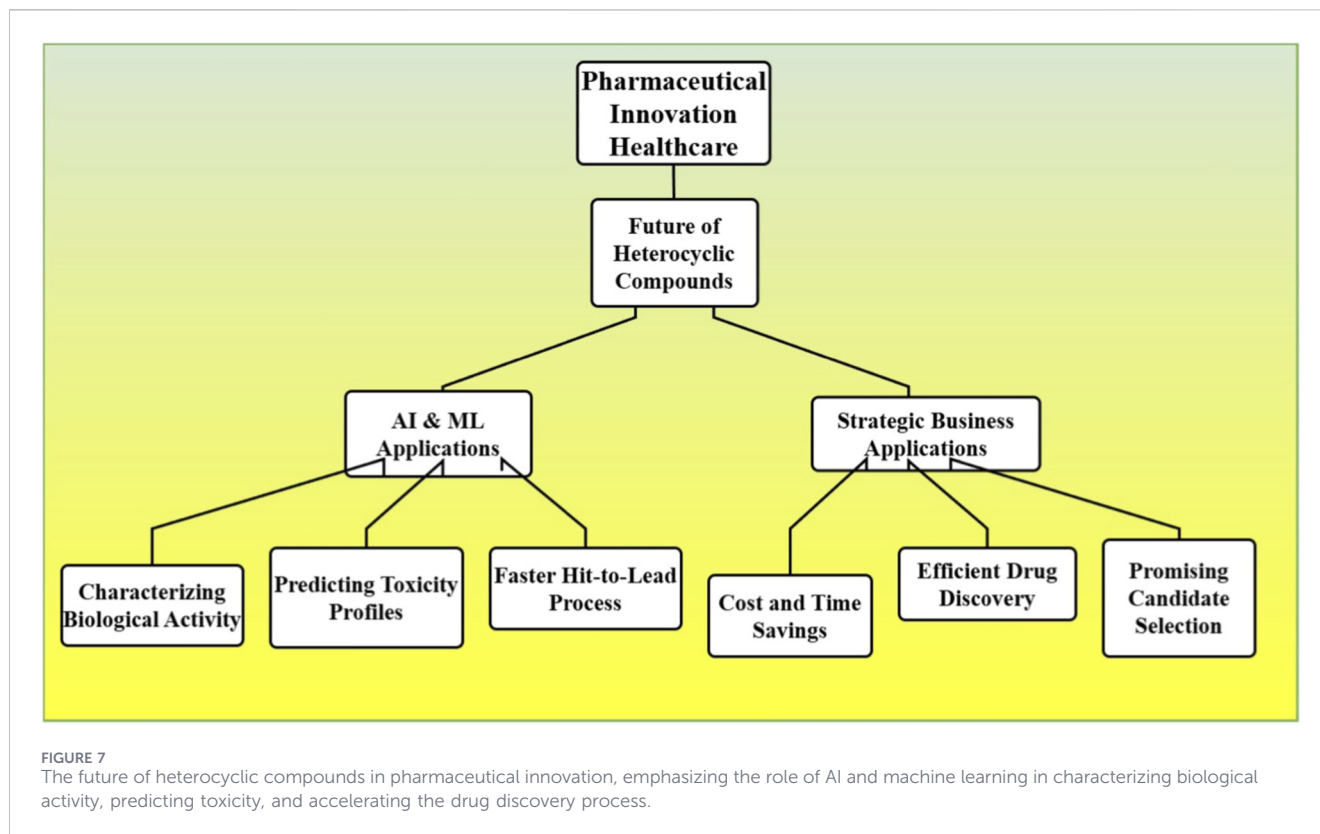 Pharmaceutical
Innovation
Healthcare
Future of
Heterocyclic
Compounds
AI & ML
Applications
Strategic Business
Applications
Characterizing
Biological Activity
Predicting Toxicity
Profiles
Faster Hit-to-Lead
Process
Cost and Time
Savings
Efficient Drug
Discovery
Promising
Candidate
Selection
FIGURE 7
The future of heterocyclic compounds in pharmaceutical innovation, emphasizing the role of AI and machine learning in characterizing biological
activity, predicting toxicity, and accelerating the drug discovery process.